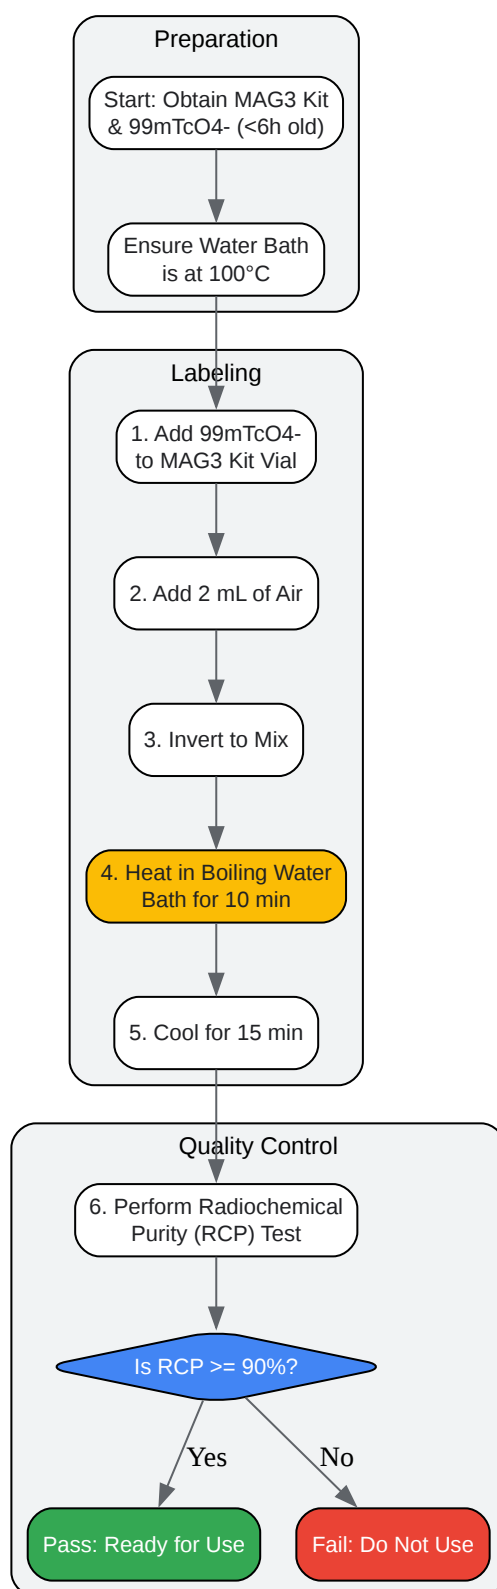 Preparation
Start: Obtain MAG3 Kit
& 99mTcO4- (<6h old)
Ensure Water Bath
is at 100°C
Labeling
1. Add 99mTcO4-
to MAG3 Kit Vial
2. Add 2 mL of Air
3. Invert to Mix
4. Heat in Boiling Water
Bath for 10 min
5. Cool for 15 min
Quality Control
6. Perform Radiochemical
Purity (RCP) Test
Is RCP >= 90%?
Yes
No
Pass: Ready for Use
Fail: Do Not Use